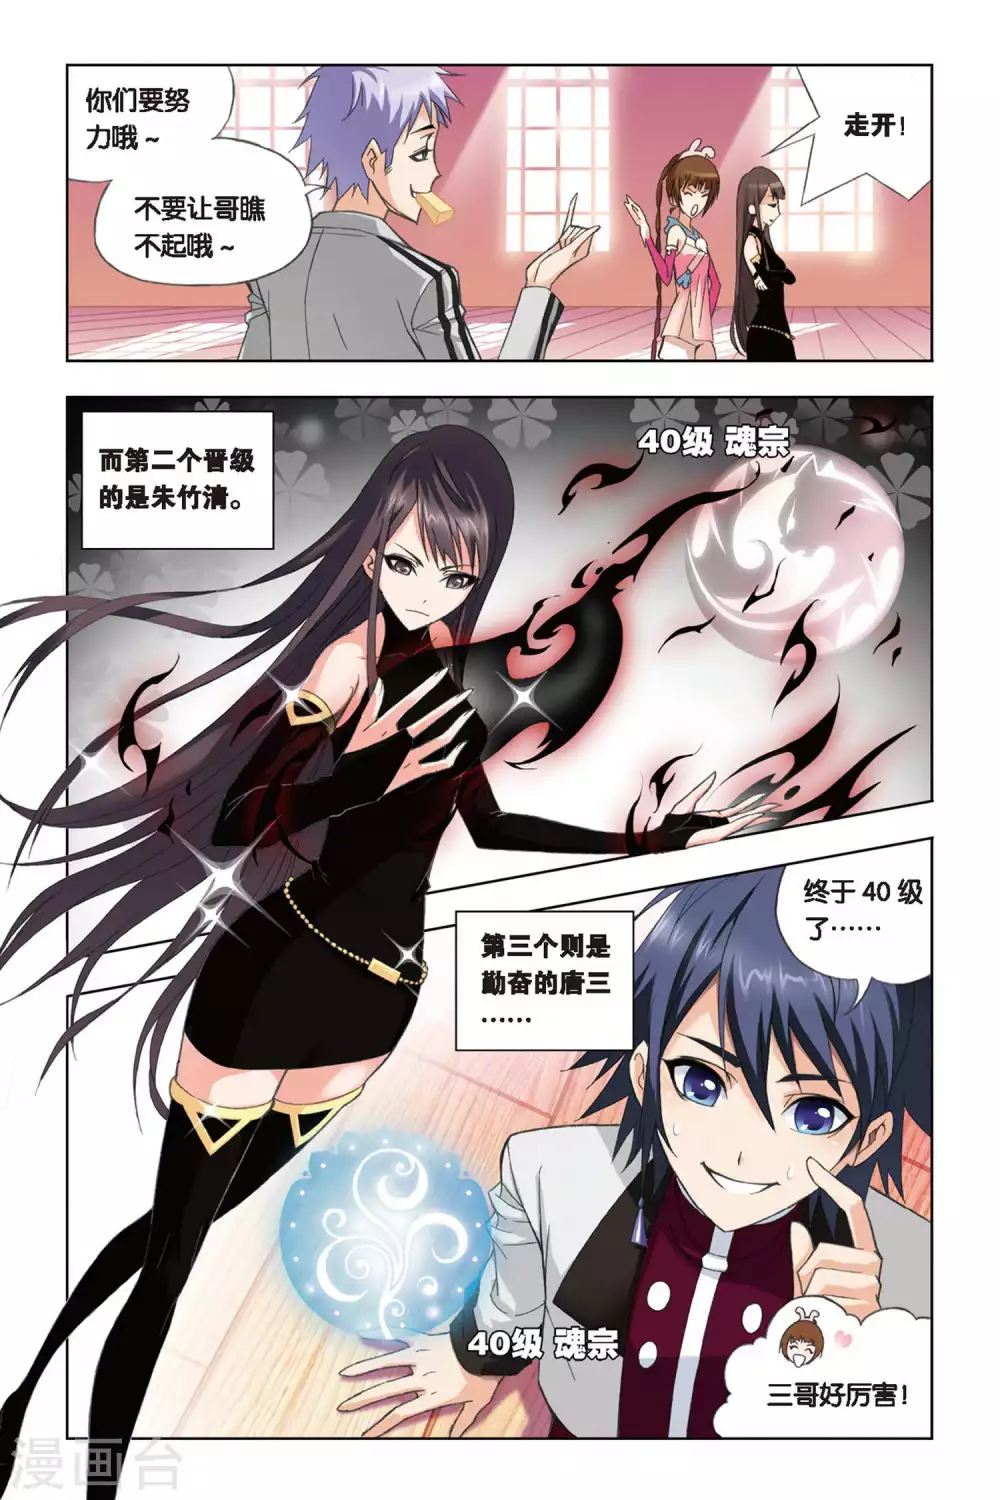 你们要努
力哦～
不要让哥瞧
不起哦～
走开！
而第二个晋级
的是朱竹清。
40级 魂宗
终于 40 级
了……
第三个则是
勤奋的唐三
……
40级 魂宗
三哥好厉害！
漫画台